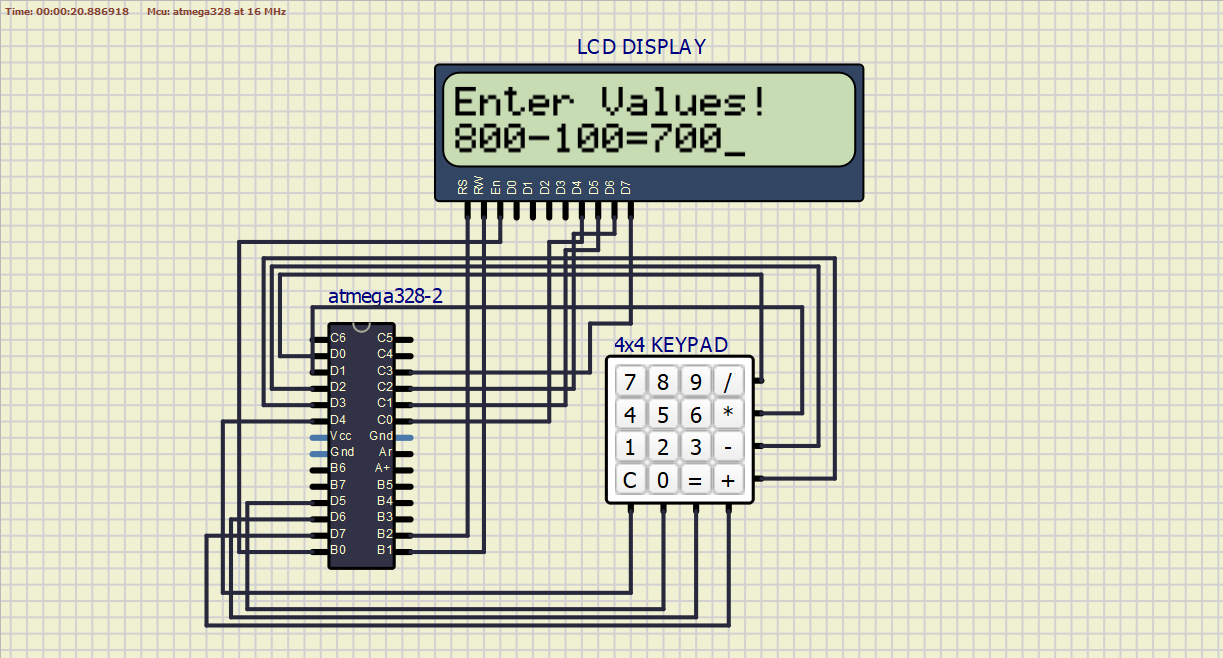 Time: 00:00:20.886918 Mcu: atmega328 at 16 MHz
LCD DISPLAY
Enter Values!
800-100=700_
RS RW En D0 D1 D2 D3 D4 D5 D6 D7
atmega328-2
C6 C5
D0 C4
D1 C3
D2 C2
D3 C1
D4 C0
Vcc Gnd
Gnd Ar
B6 A+
B7 B5
D5 B4
D6 B3
D7 B2
B0 B1
4x4 KEYPAD
7 8 9 /
4 5 6 *
1 2 3 -
C 0 = +